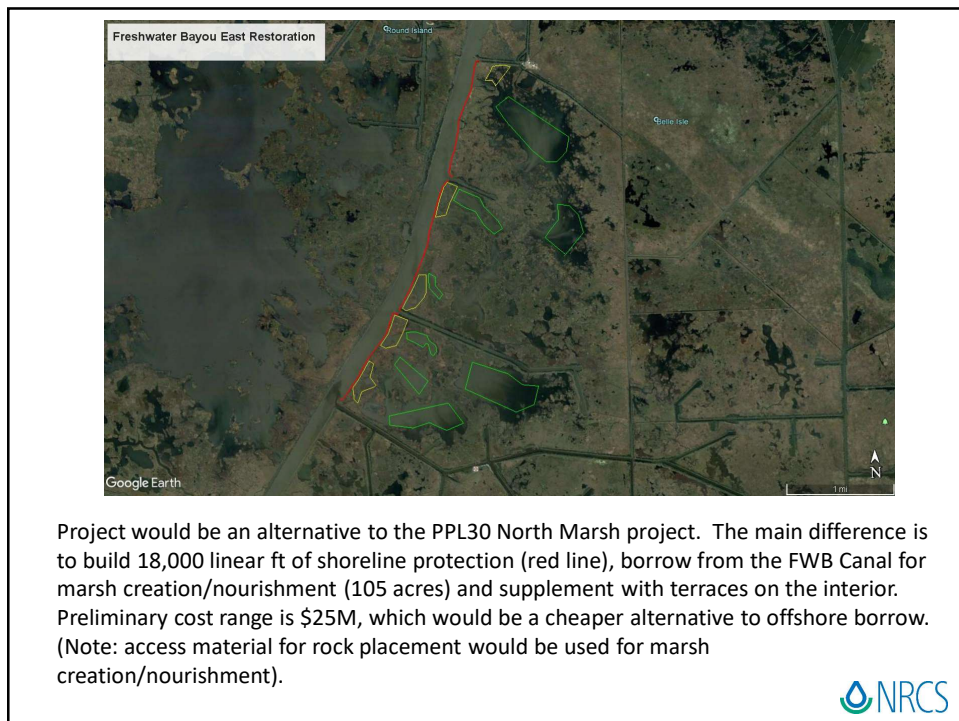 Freshwater Bayou East Restoration
Round Island
Belle Isle
N
Google Earth
1 mi
Project would be an alternative to the PPL30 North Marsh project.  The main difference is
to build 18,000 linear ft of shoreline protection (red line), borrow from the FWB Canal for
marsh creation/nourishment (105 acres) and supplement with terraces on the interior.
Preliminary cost range is $25M, which would be a cheaper alternative to offshore borrow.
(Note: access material for rock placement would be used for marsh
creation/nourishment).
NRCS